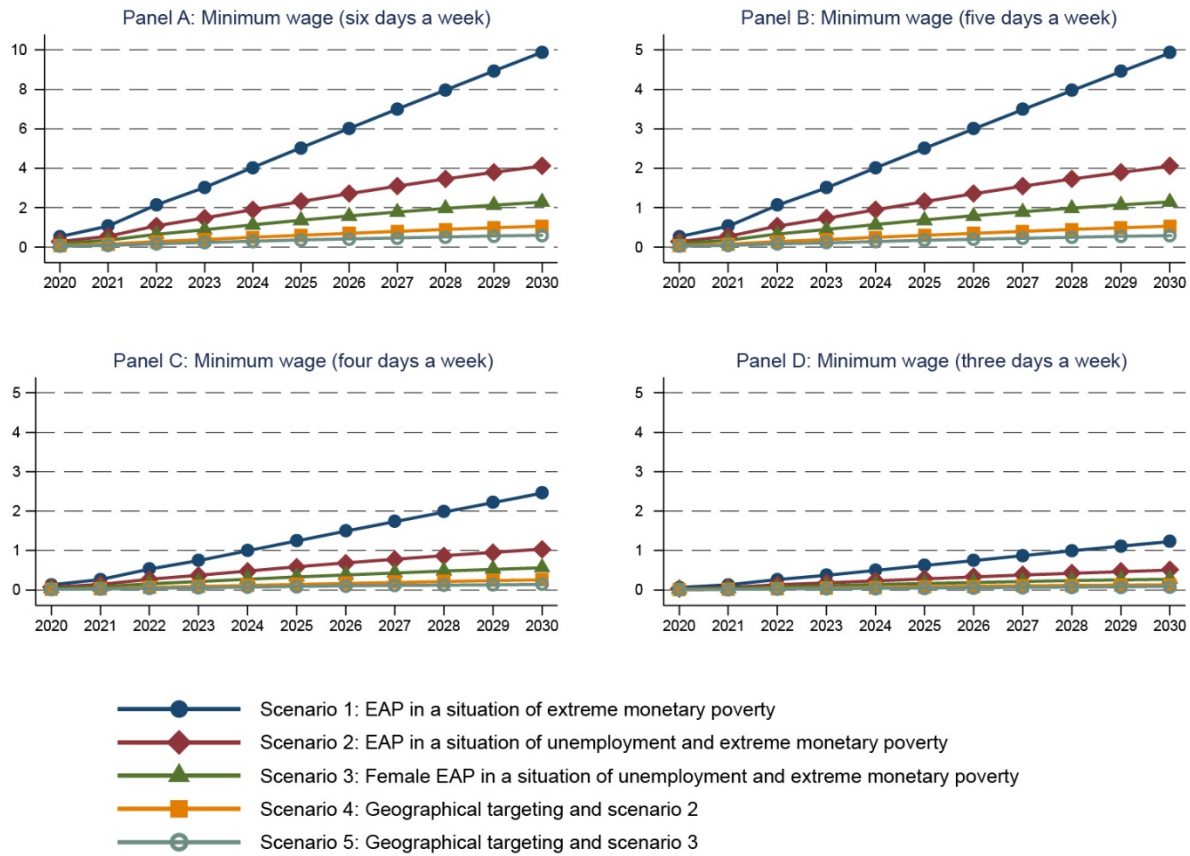 Panel A: Minimum wage (six days a week)
10
8
6
4
2
0
2020 2021 2022 2023 2024 2025 2026 2027 2028 2029 2030
Panel B: Minimum wage (five days a week)
5
4
3
2
1
0
2020 2021 2022 2023 2024 2025 2026 2027 2028 2029 2030
Panel C: Minimum wage (four days a week)
5
4
3
2
1
0
2020 2021 2022 2023 2024 2025 2026 2027 2028 2029 2030
Panel D: Minimum wage (three days a week)
5
4
3
2
1
0
2020 2021 2022 2023 2024 2025 2026 2027 2028 2029 2030
Scenario 1: EAP in a situation of extreme monetary poverty
Scenario 2: EAP in a situation of unemployment and extreme monetary poverty
Scenario 3: Female EAP in a situation of unemployment and extreme monetary poverty
Scenario 4: Geographical targeting and scenario 2
Scenario 5: Geographical targeting and scenario 3